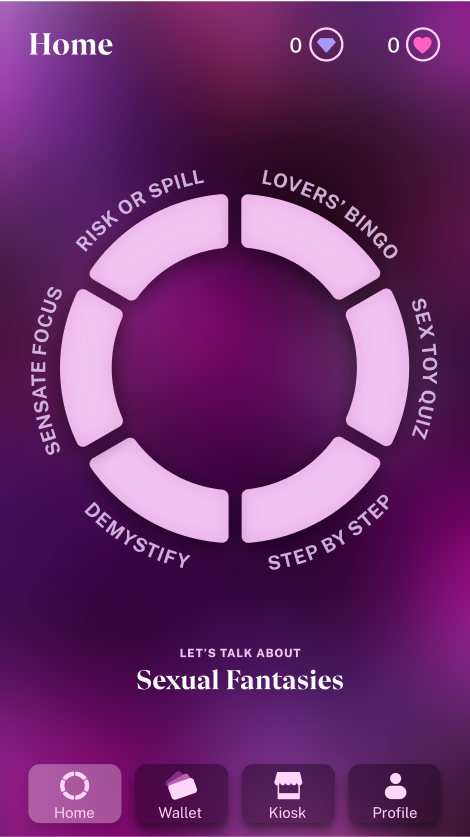 Home
0
0
RISK OR SPILL
LOVERS’ BINGO
SENSATE FOCUS
SEX TOY QUIZ
DEMYSTIFY
STEP BY STEP
LET’S TALK ABOUT
Sexual Fantasies
Home
Wallet
Kiosk
Profile